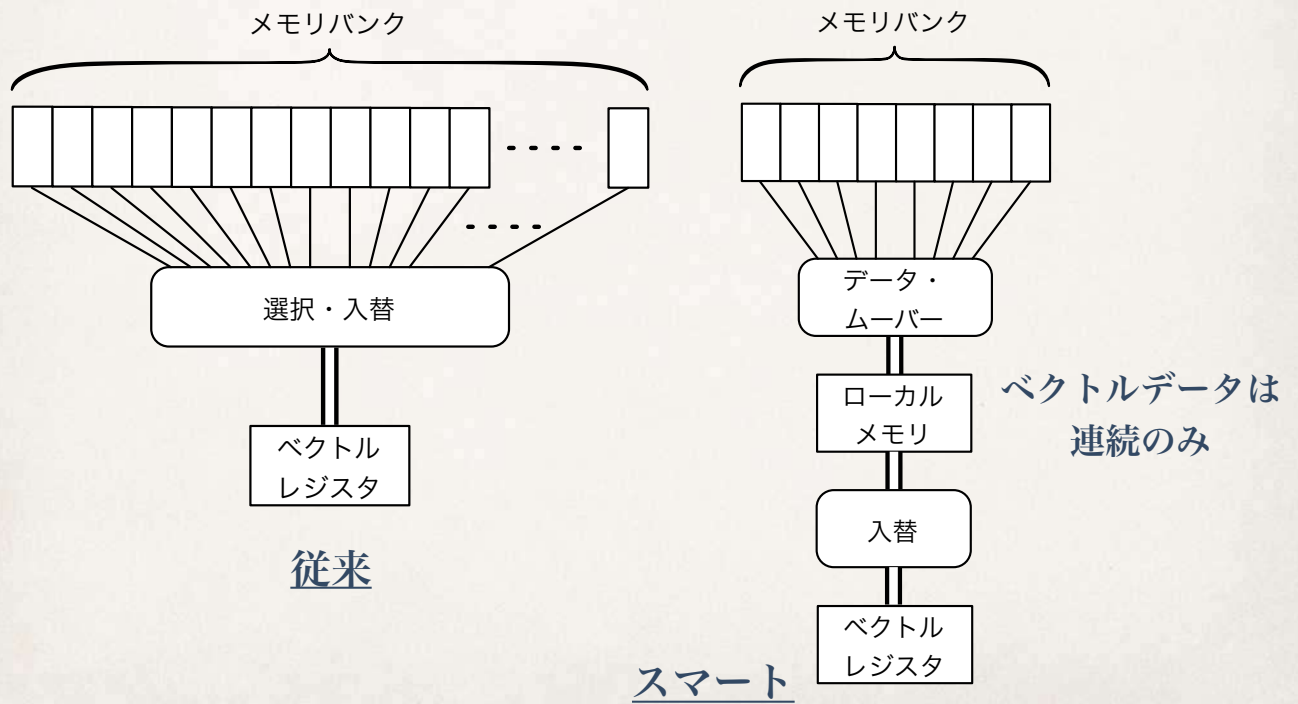 メモリバンク
選択・入替
ベクトル
レジスタ
従来
メモリバンク
データ・
ムーバー
ローカル
メモリ
ベクトルデータは
連続のみ
入替
ベクトル
レジスタ
スマート